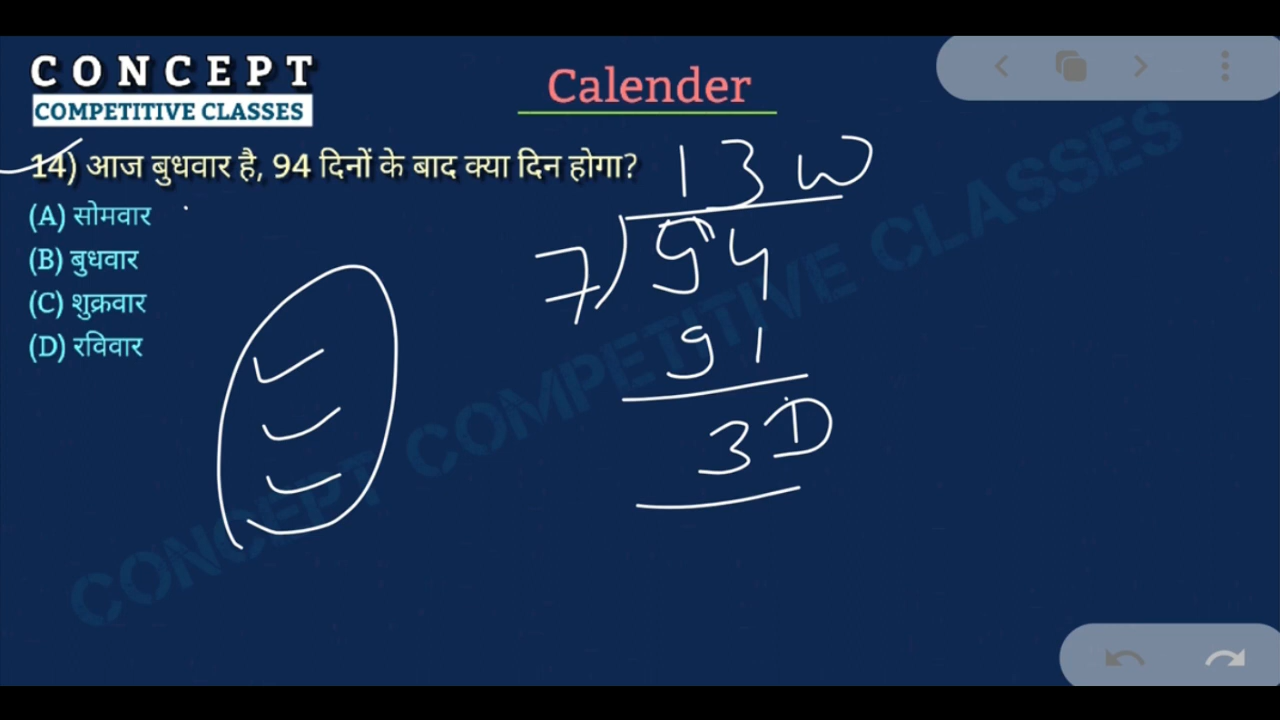 CONCEPT
COMPETITIVE CLASSES
Calender
14) आज बुधवार है, 94 दिनों के बाद क्या दिन होगा?
(A) सोमवार
(B) बुधवार
(C) शुक्रवार
(D) रविवार
13 W
7)94
91
3D
CONCEPT COMPETITIVE CLASSES